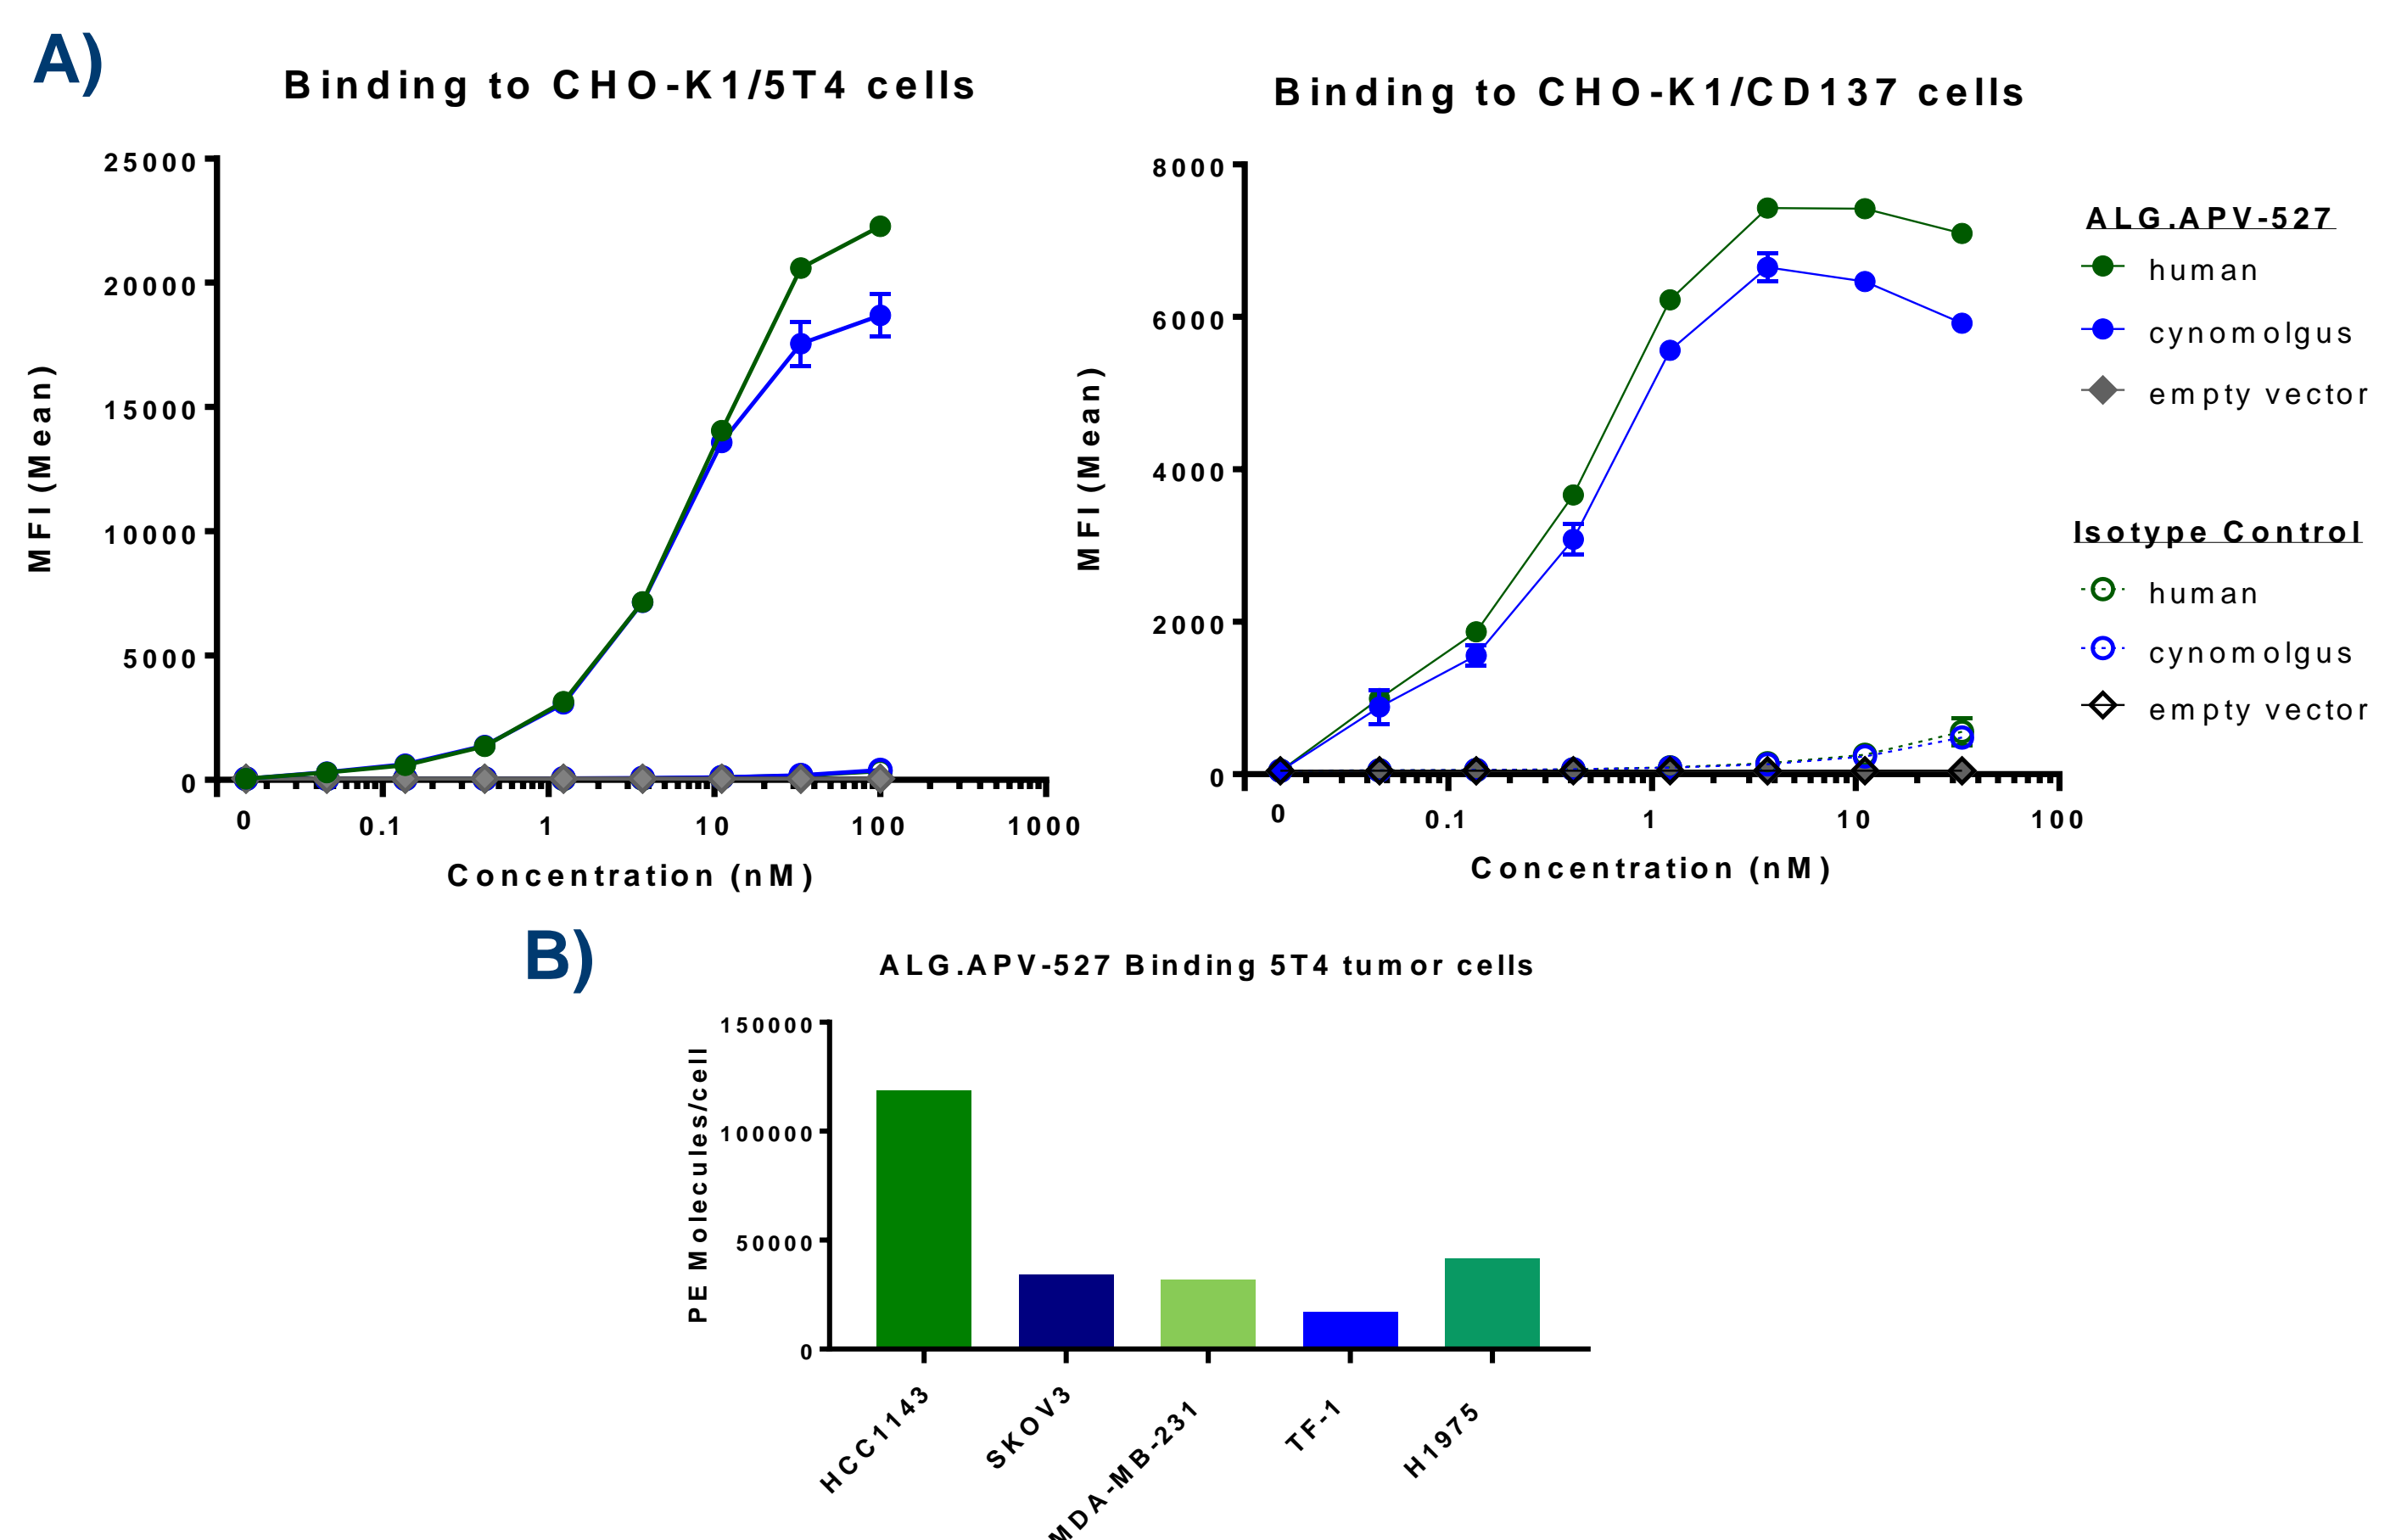 A)
Binding to CHO-K1/5T4 cells
25000
20000
15000
10000
5000
0
MFI (Mean)
0 0.1 1 10 100 1000
Concentration (nM)
Binding to CHO-K1/CD137 cells
8000
6000
4000
2000
0
MFI (Mean)
0 0.1 1 10 100
Concentration (nM)
ALG.APV-527
human
cynomolgus
empty vector
Isotype Control
human
cynomolgus
empty vector
B)
ALG.APV-527 Binding 5T4 tumor cells
150000
100000
50000
0
PE Molecules/cell
HCC1143
SKOV3
MDA-MB-231
TF-1
H1975